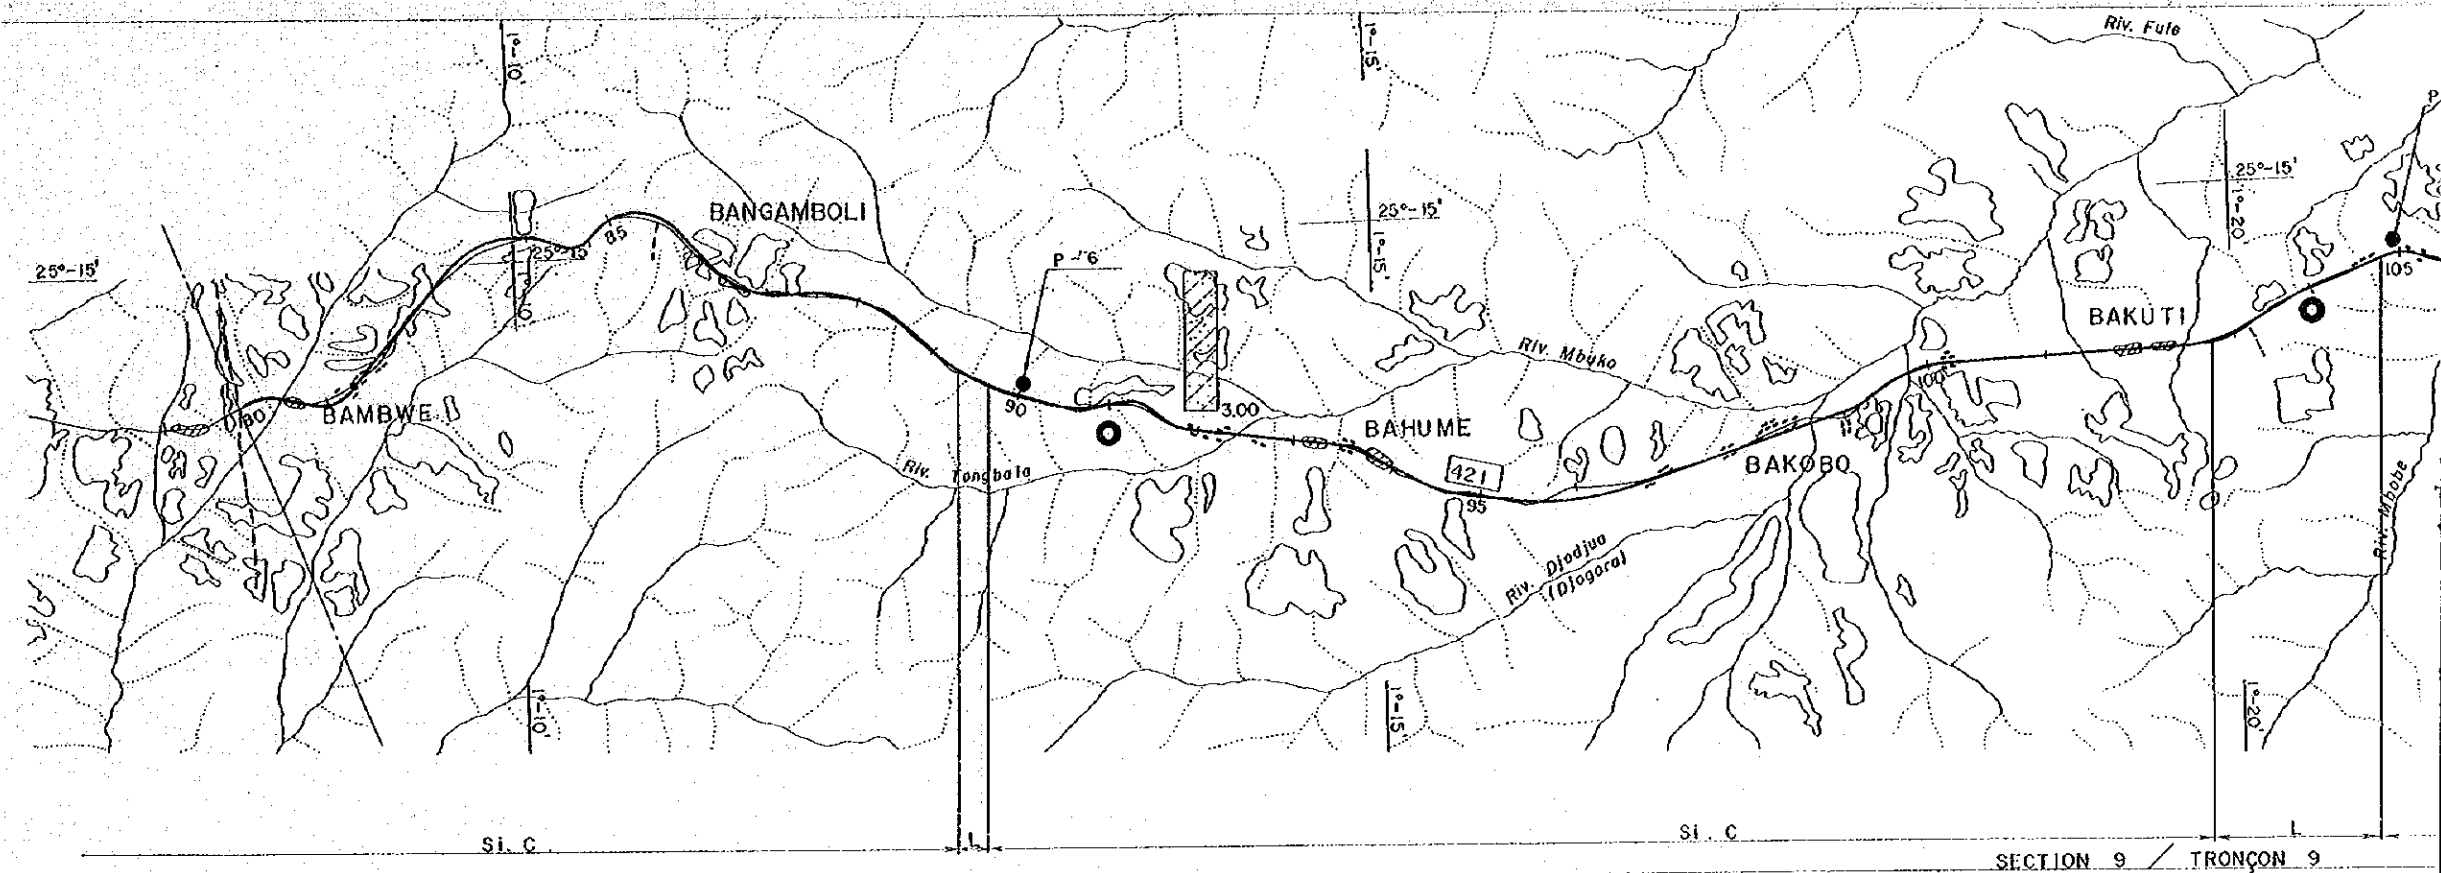 Riv. Fule
1°-10'
1°-15'
P
25°-15'
1°-20
BANGAMBOLI
25°-15'
1°-15'
85
25°-15'
25°-15'
P-'6
105
BAKUTI
Riv. Mbuko
100
80
BAMBWE
90
3.00
BAHUME
421
95
BAKOBO
Riv. Tongbala
Riv. Mbobe
Riv. Djodjua
(Djogora)
1°-10'
1°-15'
1°-20'
Si. C
L
Si. C
L
SECTION 9 / TRONÇON 9